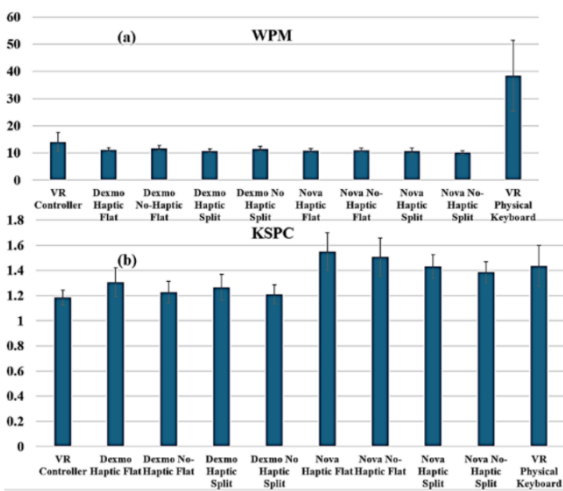 60
(a) WPM
50
40
30
20
10
0
VR Dexmo Dexmo Dexmo Dexmo No Nova Nova No- Nova Nova No- VR
Controller Haptic No-Haptic Haptic Haptic Haptic Haptic Haptic Haptic Physical
Flat Flat Split Split Flat Flat Split Split Keyboard
1.8
KSPC
1.6
(b)
1.4
1.2
1
0.8
0.6
0.4
0.2
0
VR Dexmo Dexmo No- Dexmo Dexmo No Nova Nova No- Nova Nova No- VR
Controller Haptic Flat Haptic Flat Haptic Haptic Haptic Flat Haptic Flat Haptic Haptic Physical
Split Split Split Split Keyboard